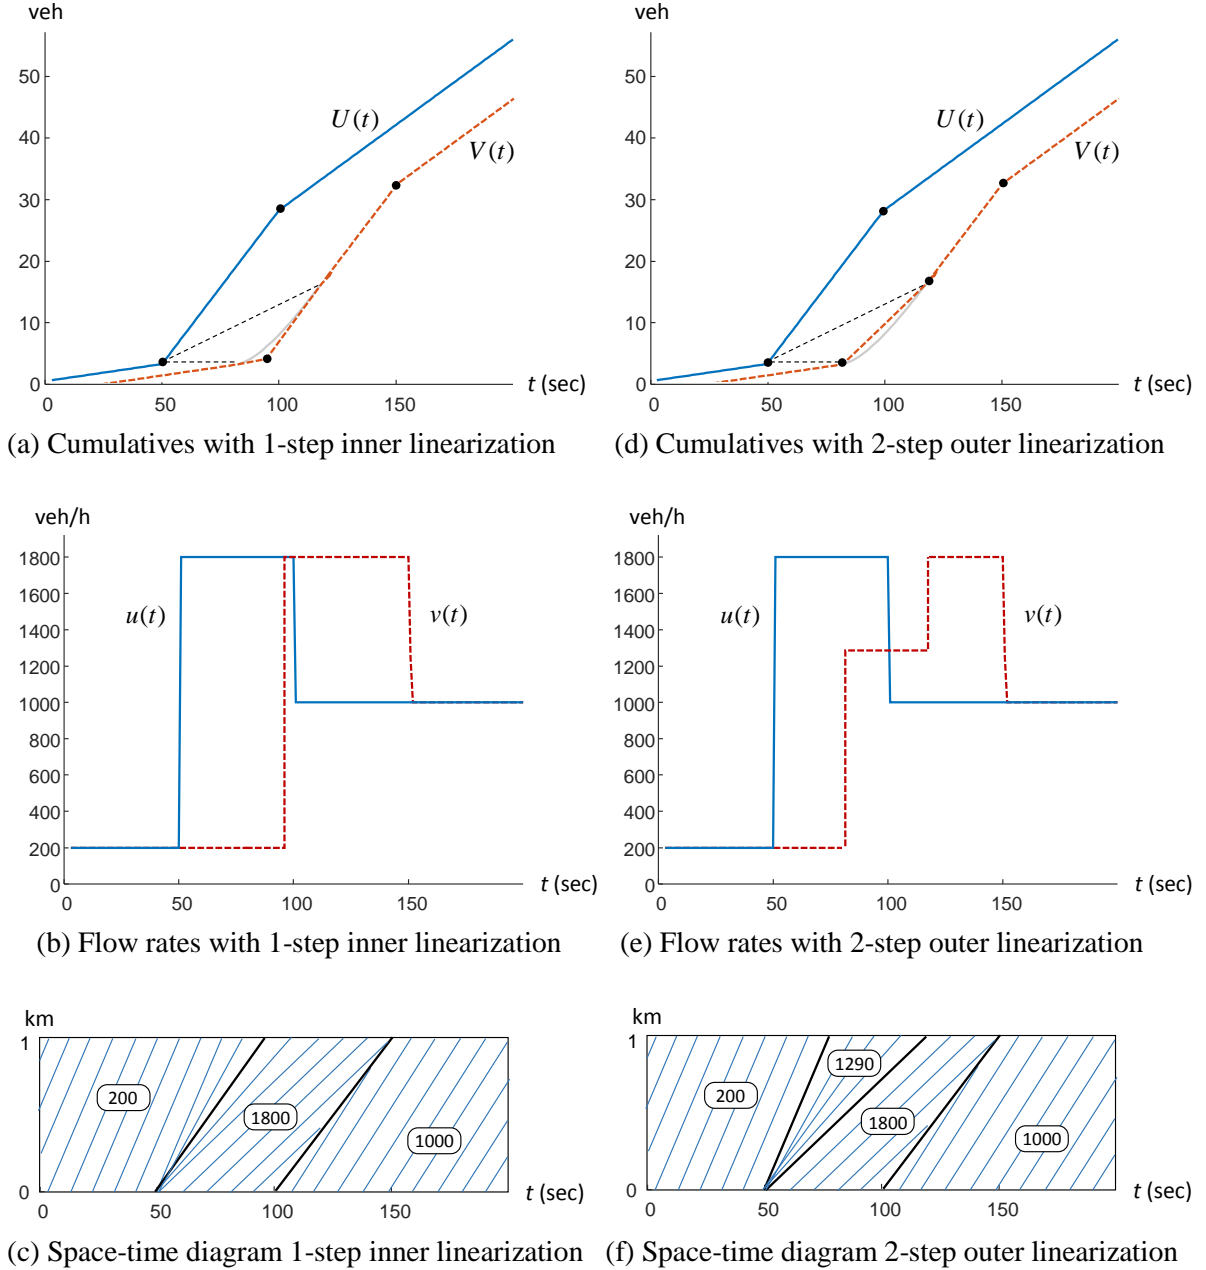 veh
50
40
30
20
10
0
U(t)
V(t)
0 50 100 150
t (sec)
(a) Cumulatives with 1-step inner linearization
veh
50
40
30
20
10
0
U(t)
V(t)
0 50 100 150
t (sec)
(d) Cumulatives with 2-step outer linearization
veh/h
1800
1600
1400
1200
1000
800
600
400
200
0
u(t)
v(t)
0 50 100 150
t (sec)
(b) Flow rates with 1-step inner linearization
veh/h
1800
1600
1400
1200
1000
800
600
400
200
0
u(t)
v(t)
0 50 100 150
t (sec)
(e) Flow rates with 2-step outer linearization
km
1
200
1800
1000
0
0 50 100 150
t (sec)
(c) Space-time diagram 1-step inner linearization
km
1
1290
200
1800
1000
0
0 50 100 150
t (sec)
(f) Space-time diagram 2-step outer linearization